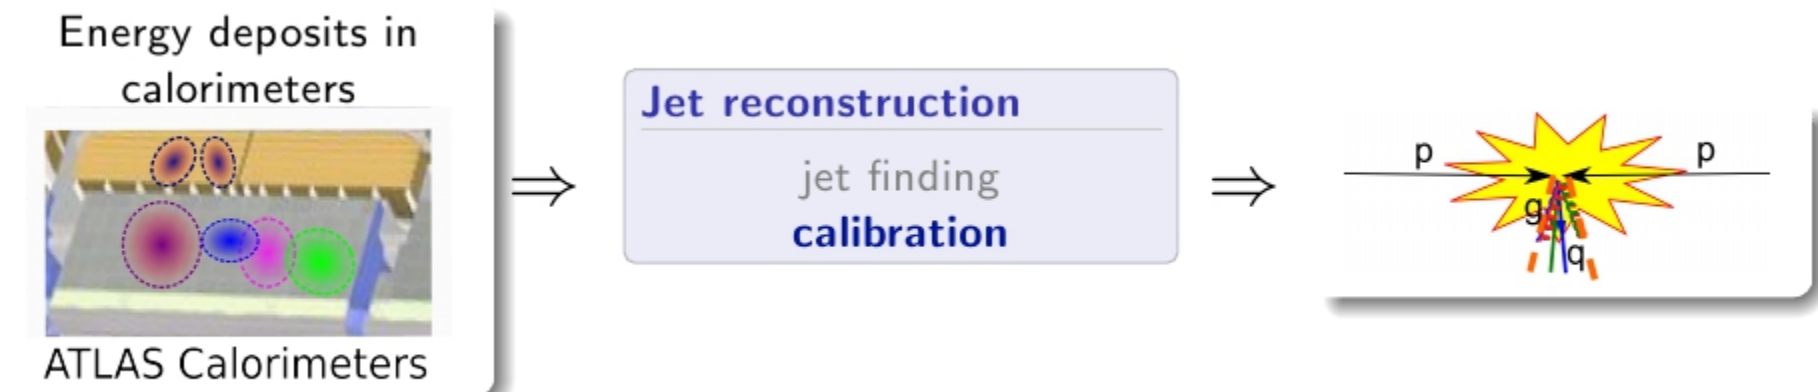 Energy deposits in
calorimeters
ATLAS Calorimeters
⇒
Jet reconstruction
jet finding
calibration
⇒
p
p
g
q